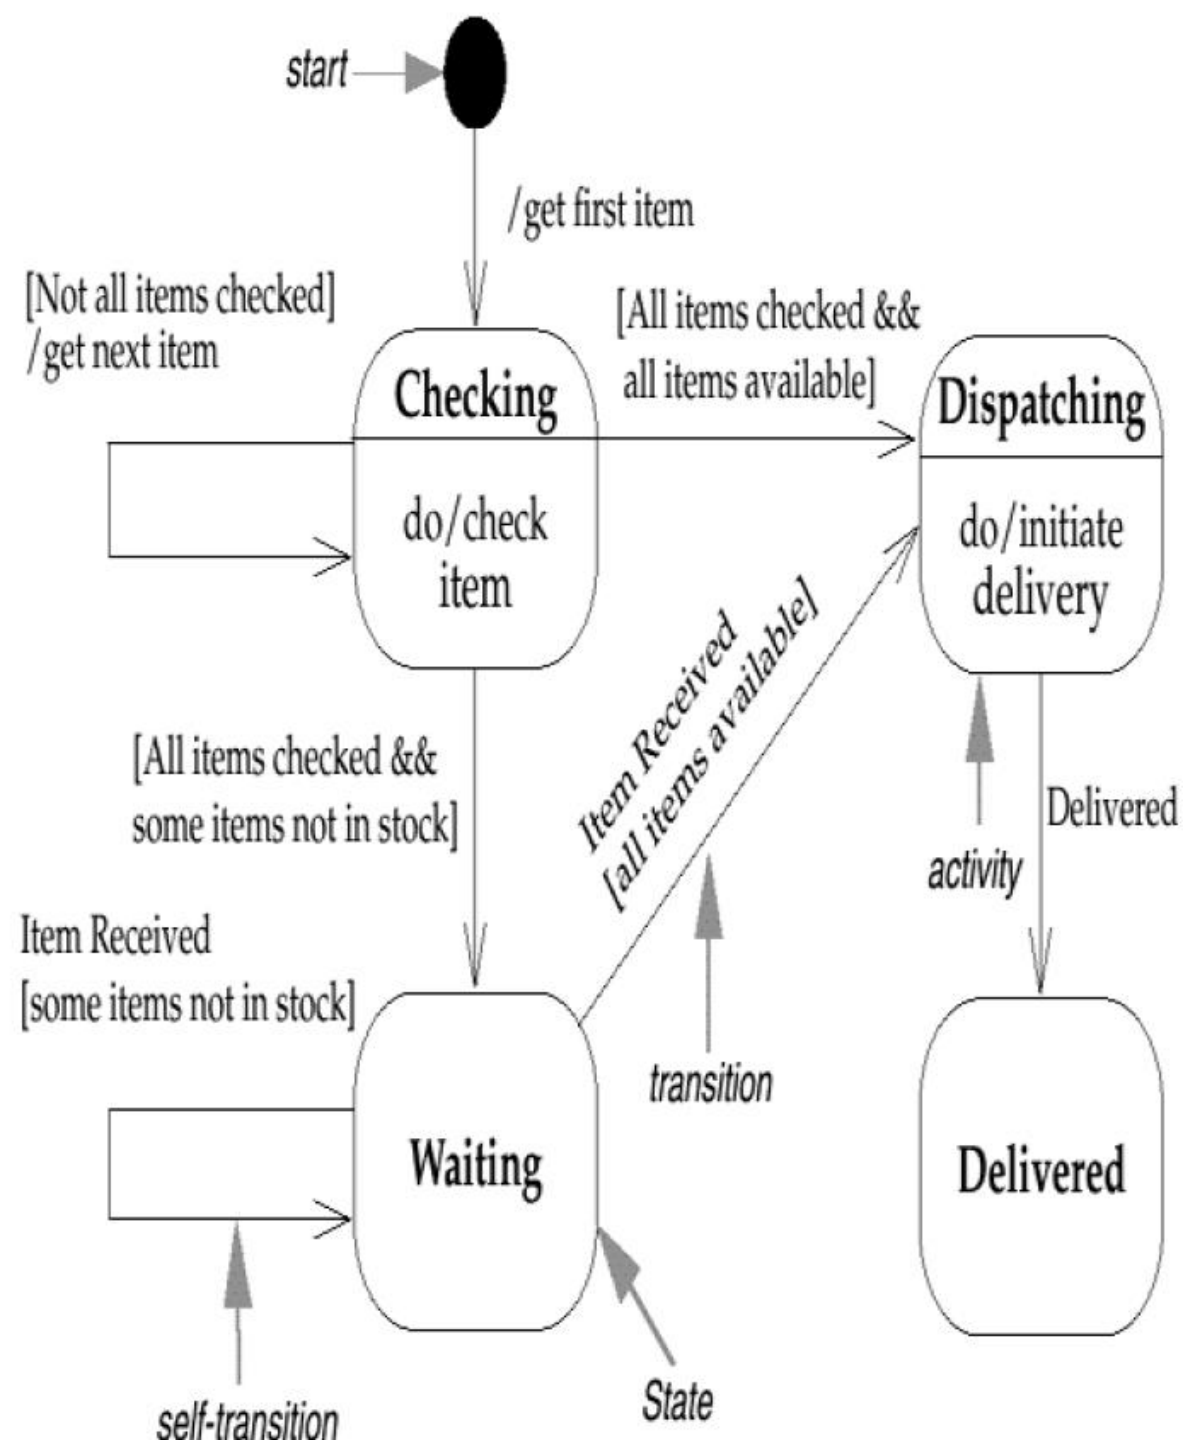 start
/get first item
[Not all items checked]
/get next item
[All items checked &&
all items available]
Checking
do/check
item
Dispatching
do/initiate
delivery
[All items checked &&
some items not in stock]
Item Received
[all items available]
activity
Delivered
Item Received
[some items not in stock]
transition
Waiting
Delivered
self-transition
State